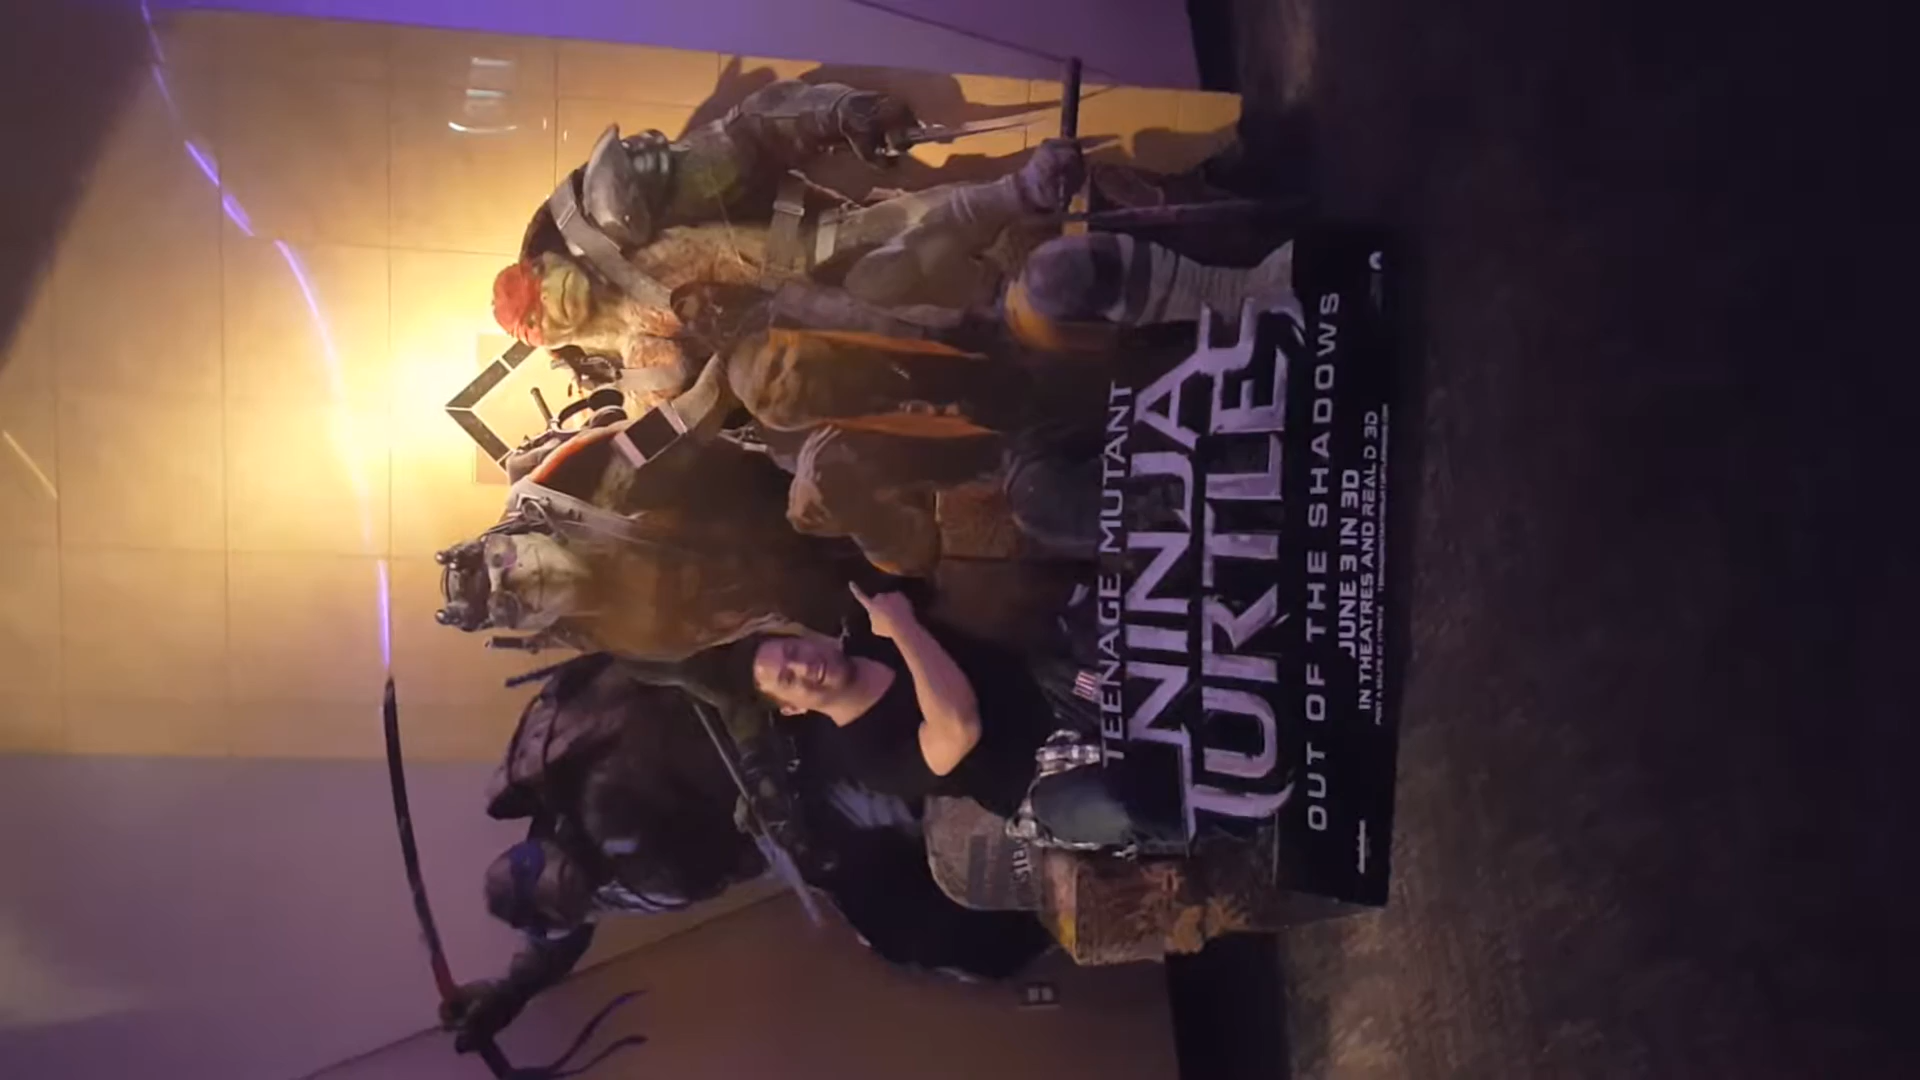 TEENAGE MUTANT
NINJA
TURTLES
OUT OF THE SHADOWS
JUNE 3 IN 3D
IN THEATRES AND REAL D 3D